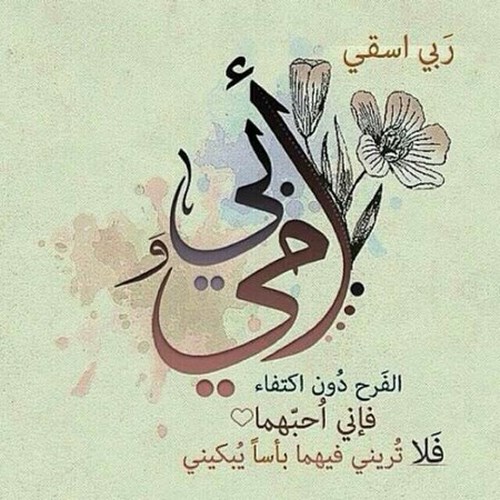 رَبي اسقي
أبي و أمي
الفَرح دُون اكتفاء
فإني اُحبّهما♡
فَلا تُريني فيهما بأساً يُبكيني